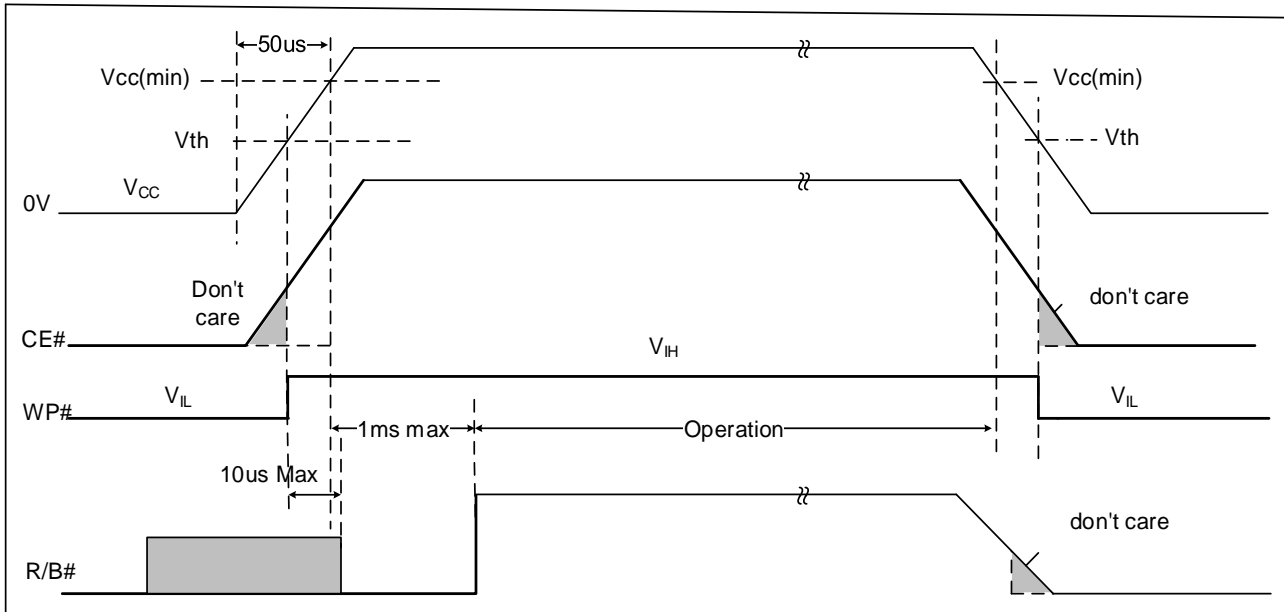 50us
Vcc(min)
Vcc(min)
Vth
Vth
VCC
0V
Don't
care
don't care
CE#
VIH
VIL
VIL
WP#
1ms max
Operation
10us Max
don't care
R/B#